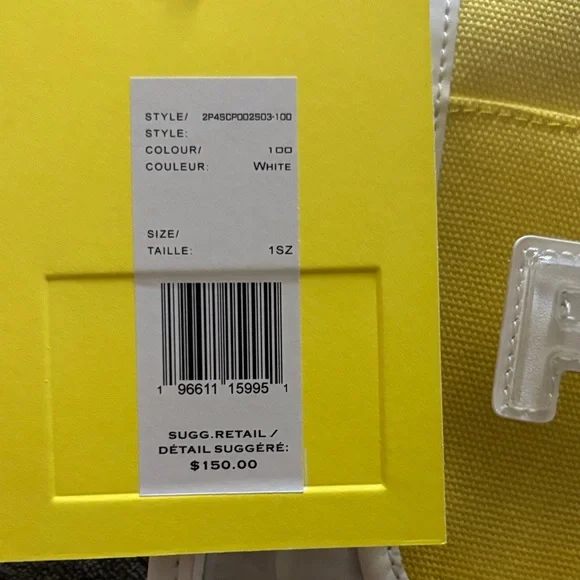 STYLE/ 2P4SCP002S03-100
STYLE:
COLOUR/ 100
COULEUR: WHITE
SIZE/
TAILLE: 1SZ
1 96611 15995 1
SUGG.RETAIL /
DÉTAIL SUGGÉRÉ:
$150.00